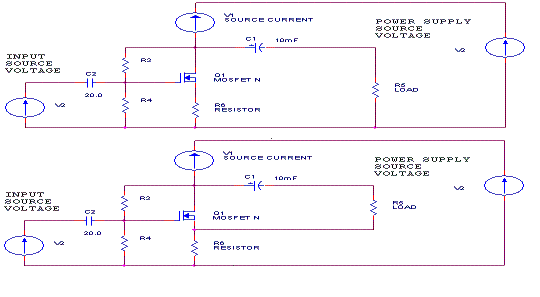 V1
SOURCE CURRENT
POWER SUPPLY
SOURCE
VOLTAGE
V2
C1 10mF
INPUT
SOURCE
VOLTAGE
R3
C2
20.0
Q1
MOSFET N
R5
LOAD
V2
R4
R6
RESISTOR
V1
SOURCE CURRENT
POWER SUPPLY
SOURCE
VOLTAGE
V2
C1 10mF
INPUT
SOURCE
VOLTAGE
R3
C2
20.0
Q1
MOSFET N
R5
LOAD
V2
R4
R6
RESISTOR